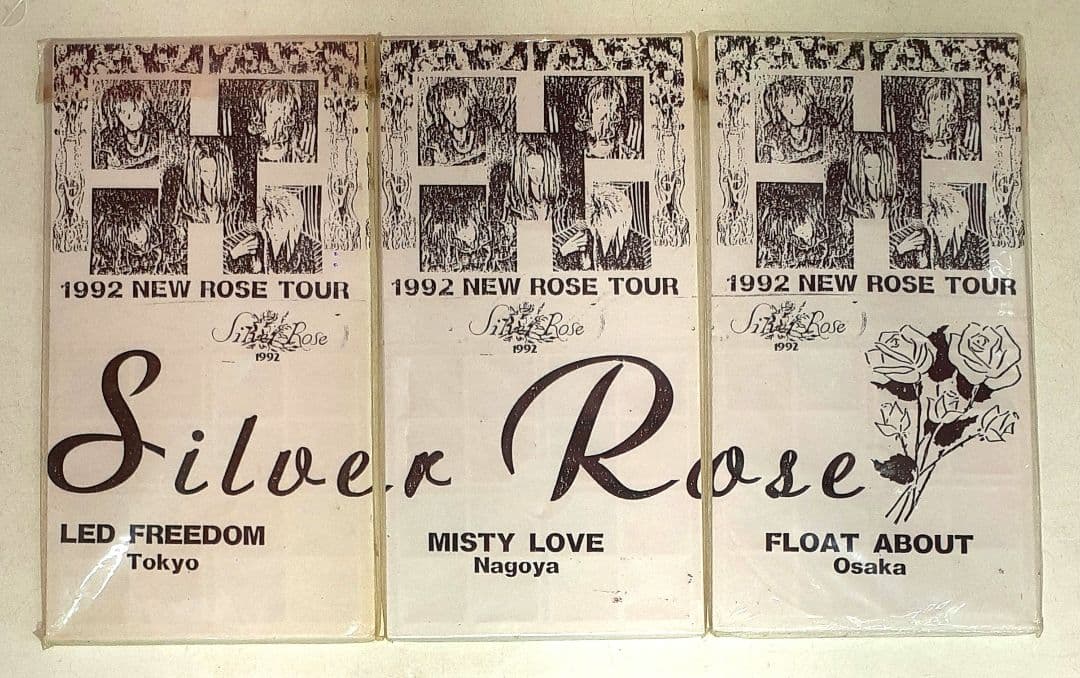 1992 NEW ROSE TOUR
1992 NEW ROSE TOUR
1992 NEW ROSE TOUR
Silver Rose
1992
Silver Rose
1992
Silver Rose
1992
Silver Rose
LED FREEDOM
Tokyo
MISTY LOVE
Nagoya
FLOAT ABOUT
Osaka